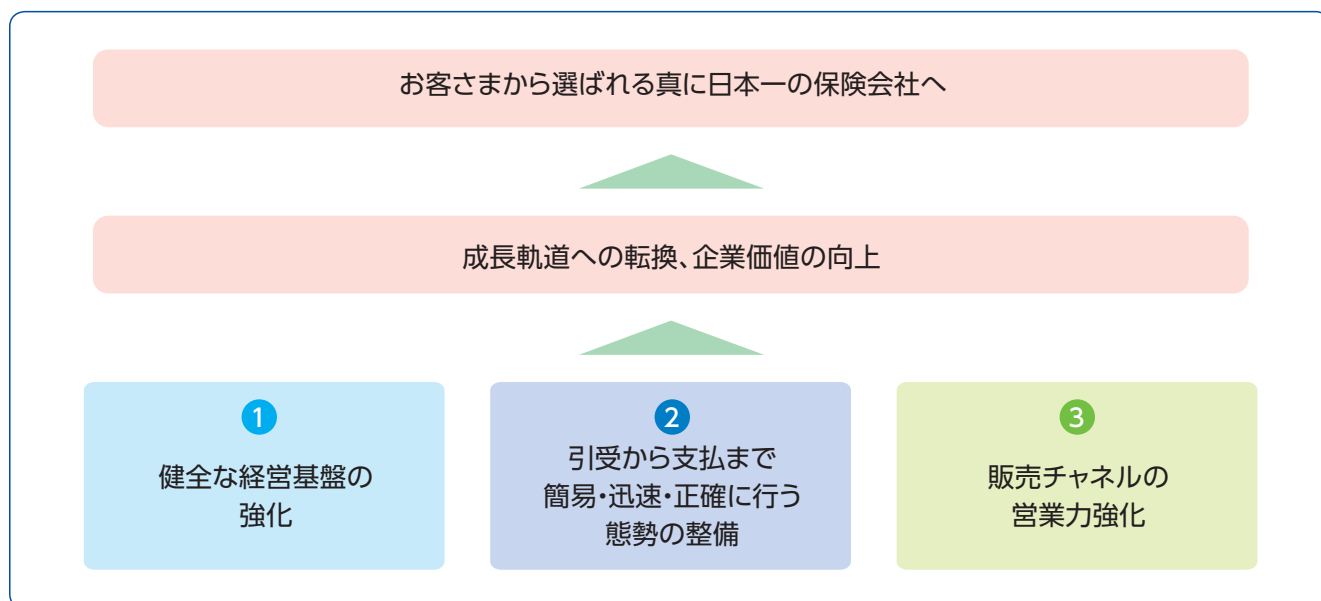 お客さまから選ばれる真に日本一の保険会社へ
成長軌道への転換、企業価値の向上
1
健全な経営基盤の
強化
2
引受から支払まで
簡易・迅速・正確に行う
態勢の整備
3
販売チャネルの
営業力強化